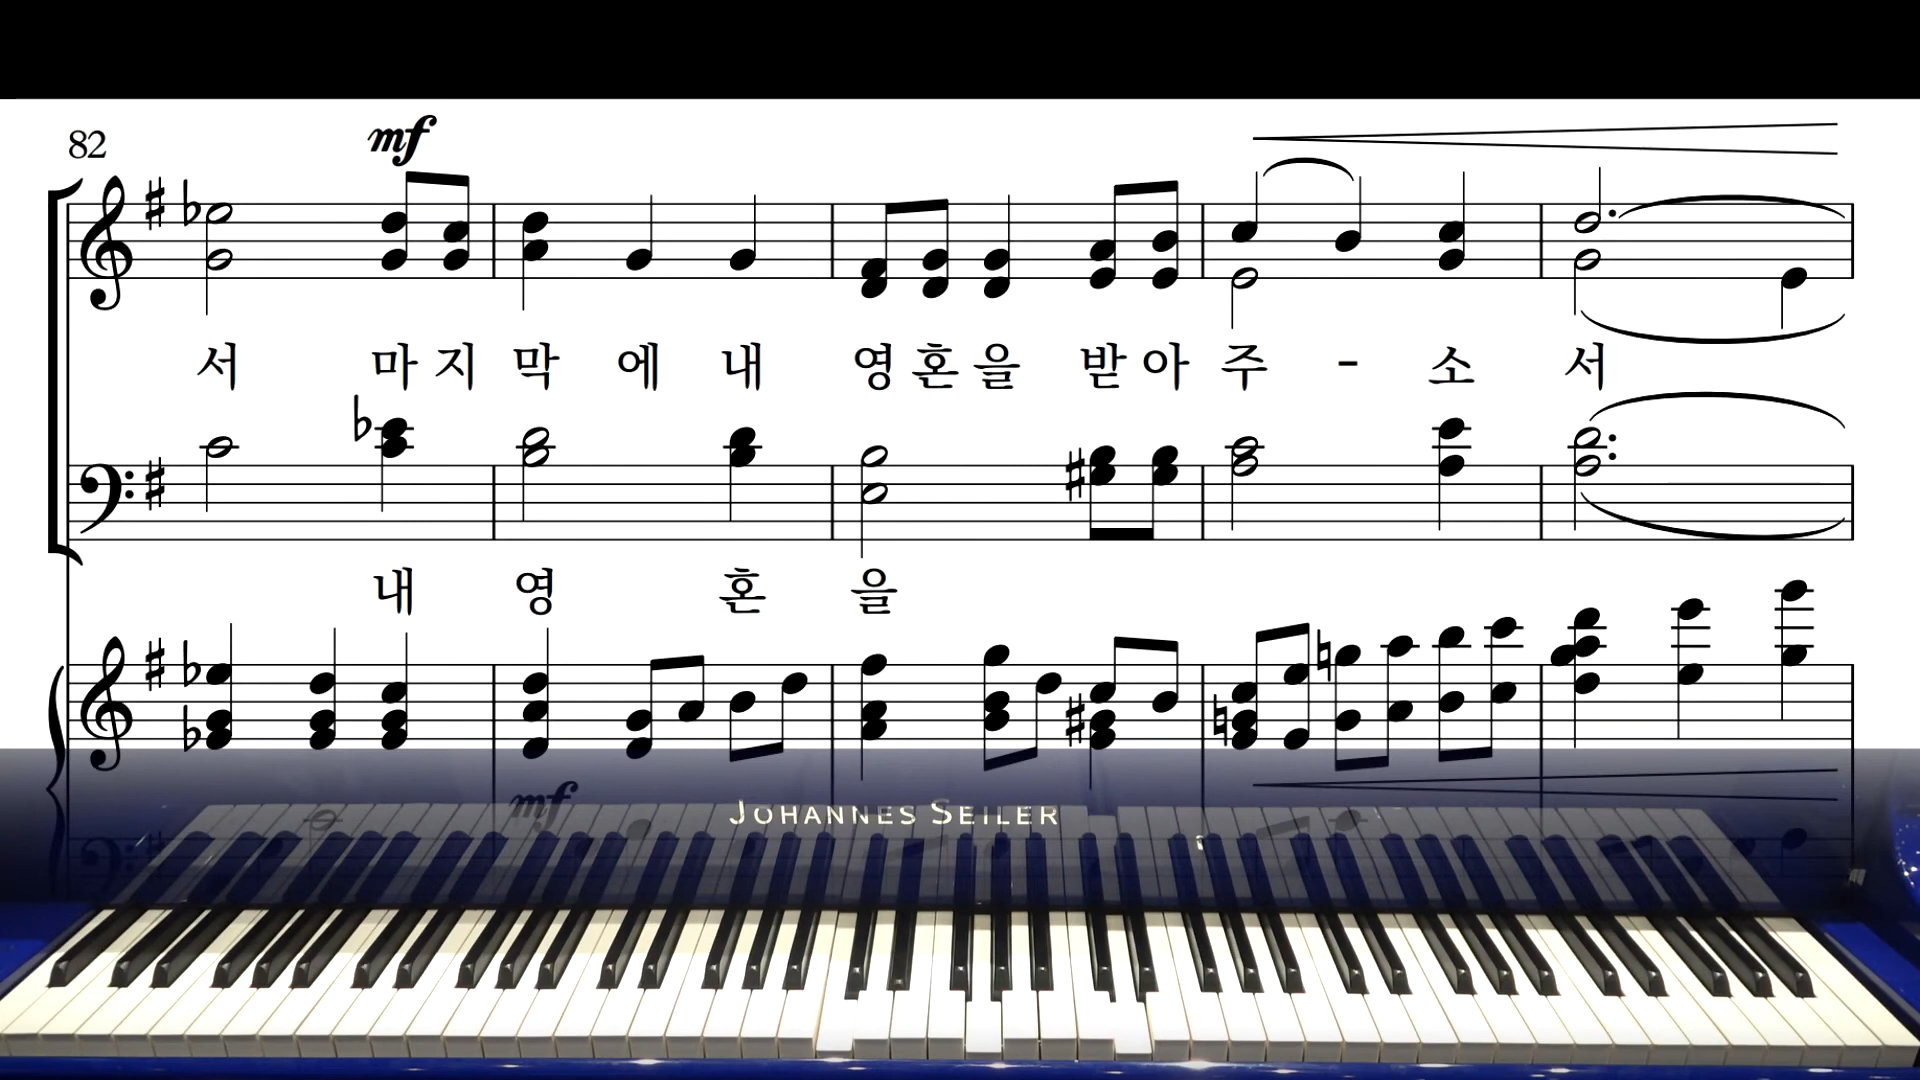 82
mf
서 마 지 막 에 내 영 혼 을 받 아 주 - 소 서
내 영 혼 을
mf
JOHANNES SEILER